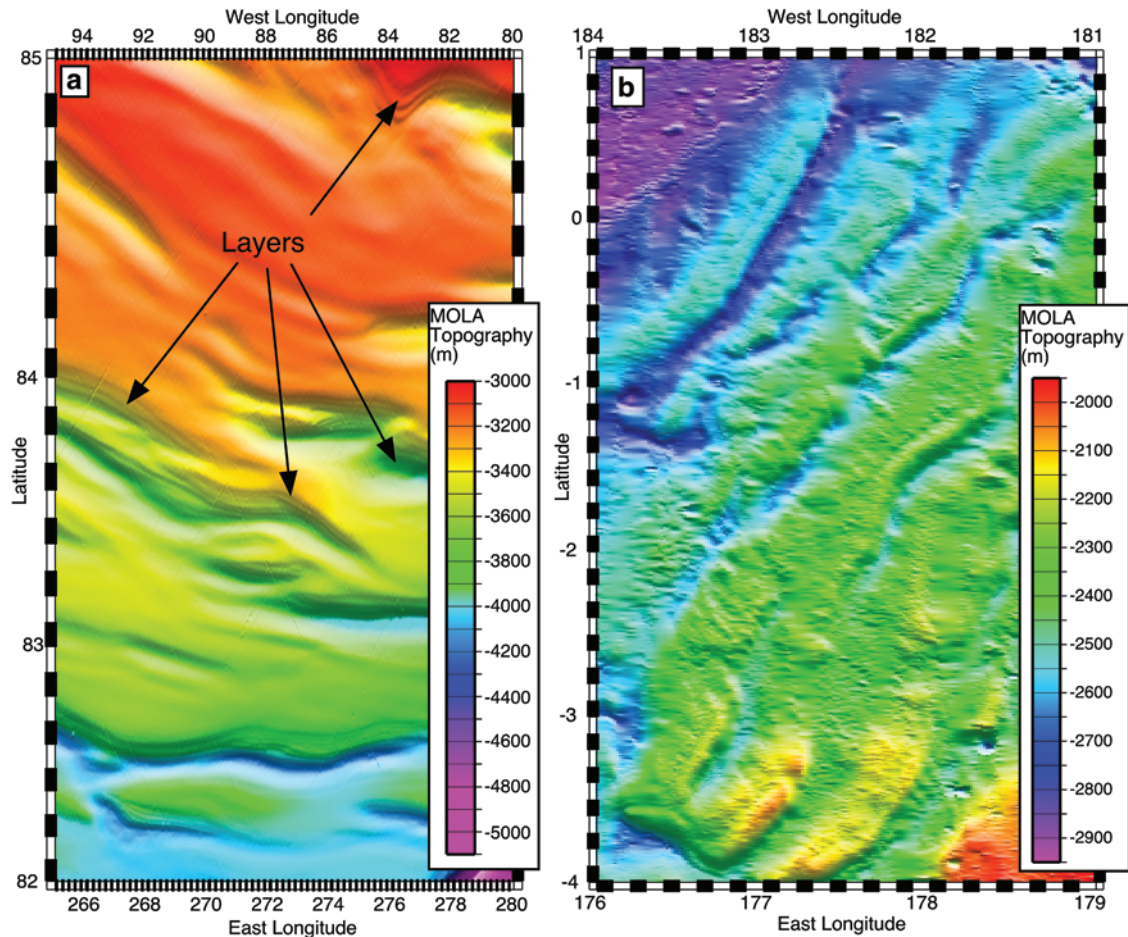 West Longitude
94 92 90 88 86 84 82 80
85
a
Layers
84
Latitude
83
82
MOLA
Topography
(m)
-3000
-3200
-3400
-3600
-3800
-4000
-4200
-4400
-4600
-4800
-5000
266 268 270 272 274 276 278 280
East Longitude
West Longitude
184 183 182 181
1
b
0
-1
Latitude
-2
-3
-4
MOLA
Topography
(m)
-2000
-2100
-2200
-2300
-2400
-2500
-2600
-2700
-2800
-2900
176 177 178 179
East Longitude